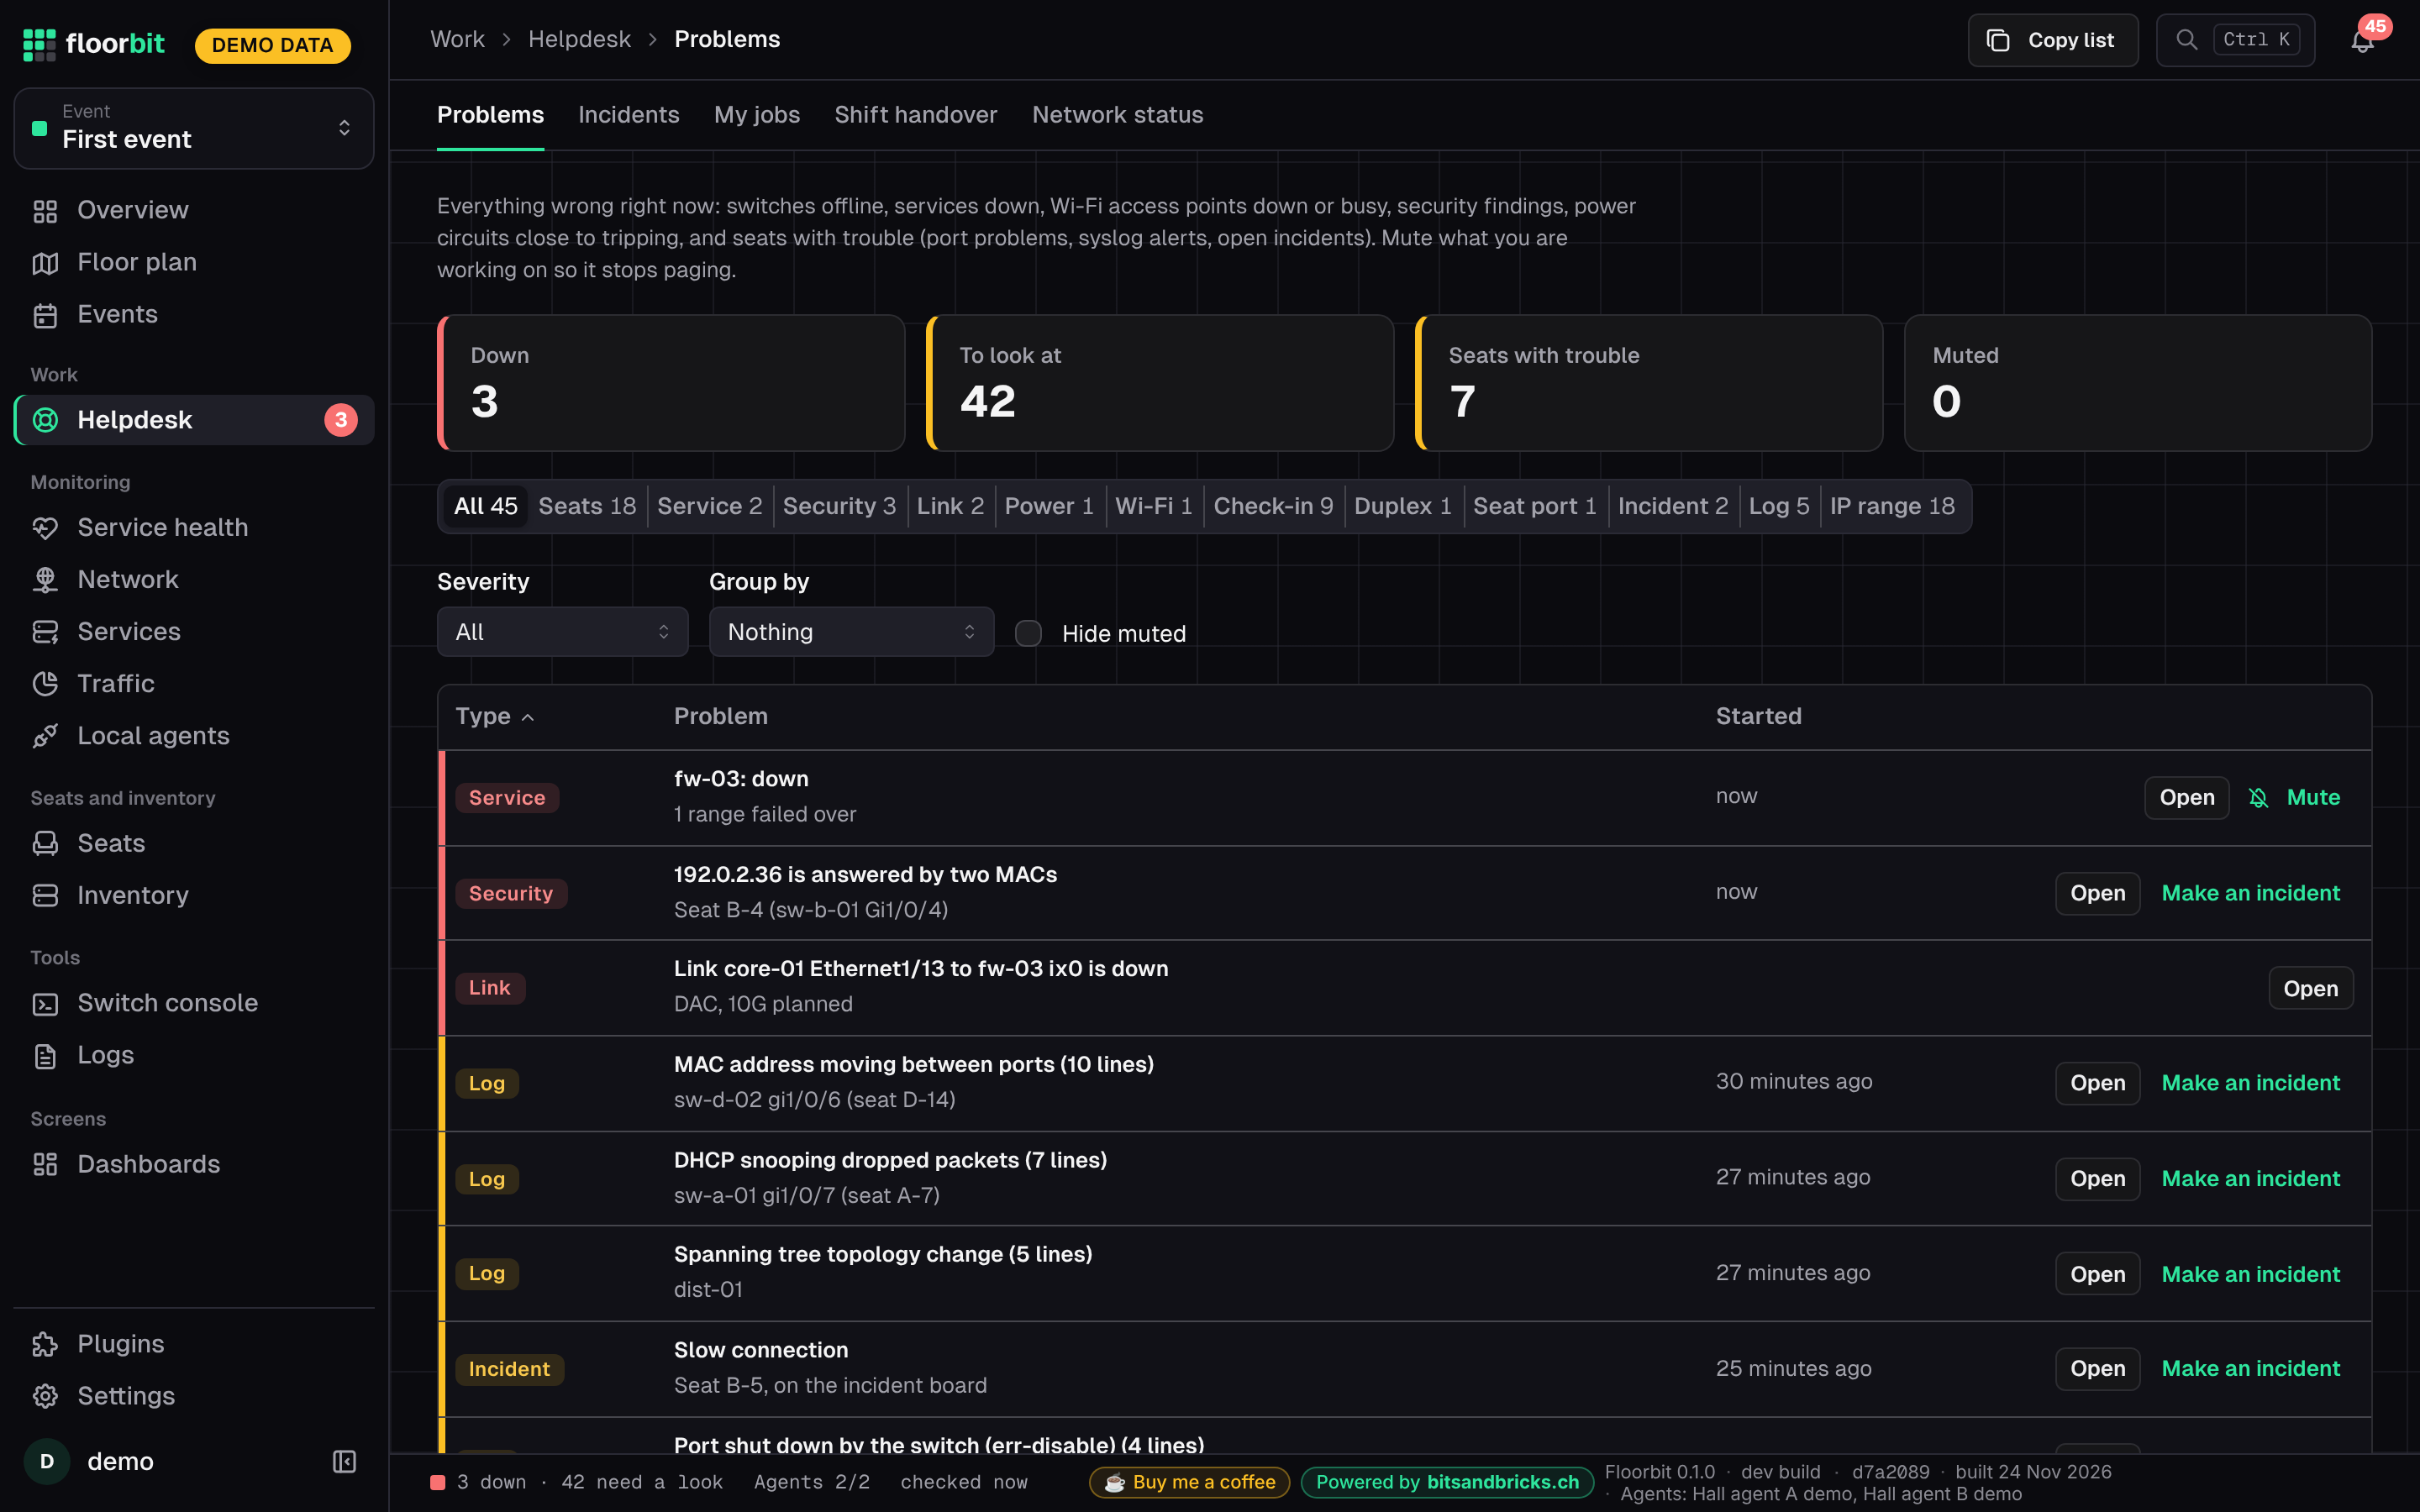 floorbit
DEMO DATA
Event
First event
Overview
Floor plan
Events
Work
Helpdesk 3
Monitoring
Service health
Network
Services
Traffic
Local agents
Seats and inventory
Seats
Inventory
Tools
Switch console
Logs
Screens
Dashboards
Plugins
Settings
D demo
Work > Helpdesk > Problems
Copy list
Ctrl K
45
Problems Incidents My jobs Shift handover Network status
Everything wrong right now: switches offline, services down, Wi-Fi access points down or busy, security findings, power
circuits close to tripping, and seats with trouble (port problems, syslog alerts, open incidents). Mute what you are
working on so it stops paging.
Down
3
To look at
42
Seats with trouble
7
Muted
0
All 45 Seats 18 Service 2 Security 3 Link 2 Power 1 Wi-Fi 1 Check-in 9 Duplex 1 Seat port 1 Incident 2 Log 5 IP range 18
Severity Group by
All Nothing Hide muted
Type Problem Started
Service fw-03: down now Open Mute
1 range failed over
Security 192.0.2.36 is answered by two MACs now Open Make an incident
Seat B-4 (sw-b-01 Gi1/0/4)
Link Link core-01 Ethernet1/13 to fw-03 ix0 is down Open
DAC, 10G planned
Log MAC address moving between ports (10 lines) 30 minutes ago Open Make an incident
sw-d-02 gi1/0/6 (seat D-14)
Log DHCP snooping dropped packets (7 lines) 27 minutes ago Open Make an incident
sw-a-01 gi1/0/7 (seat A-7)
Log Spanning tree topology change (5 lines) 27 minutes ago Open Make an incident
dist-01
Incident Slow connection 25 minutes ago Open Make an incident
Seat B-5, on the incident board
Port shut down by the switch (err-disable) (4 lines)
3 down · 42 need a look Agents 2/2 checked now
☕ Buy me a coffee
Powered by bitsandbricks.ch
Floorbit 0.1.0 · dev build · d7a2089 · built 24 Nov 2026
· Agents: Hall agent A demo, Hall agent B demo